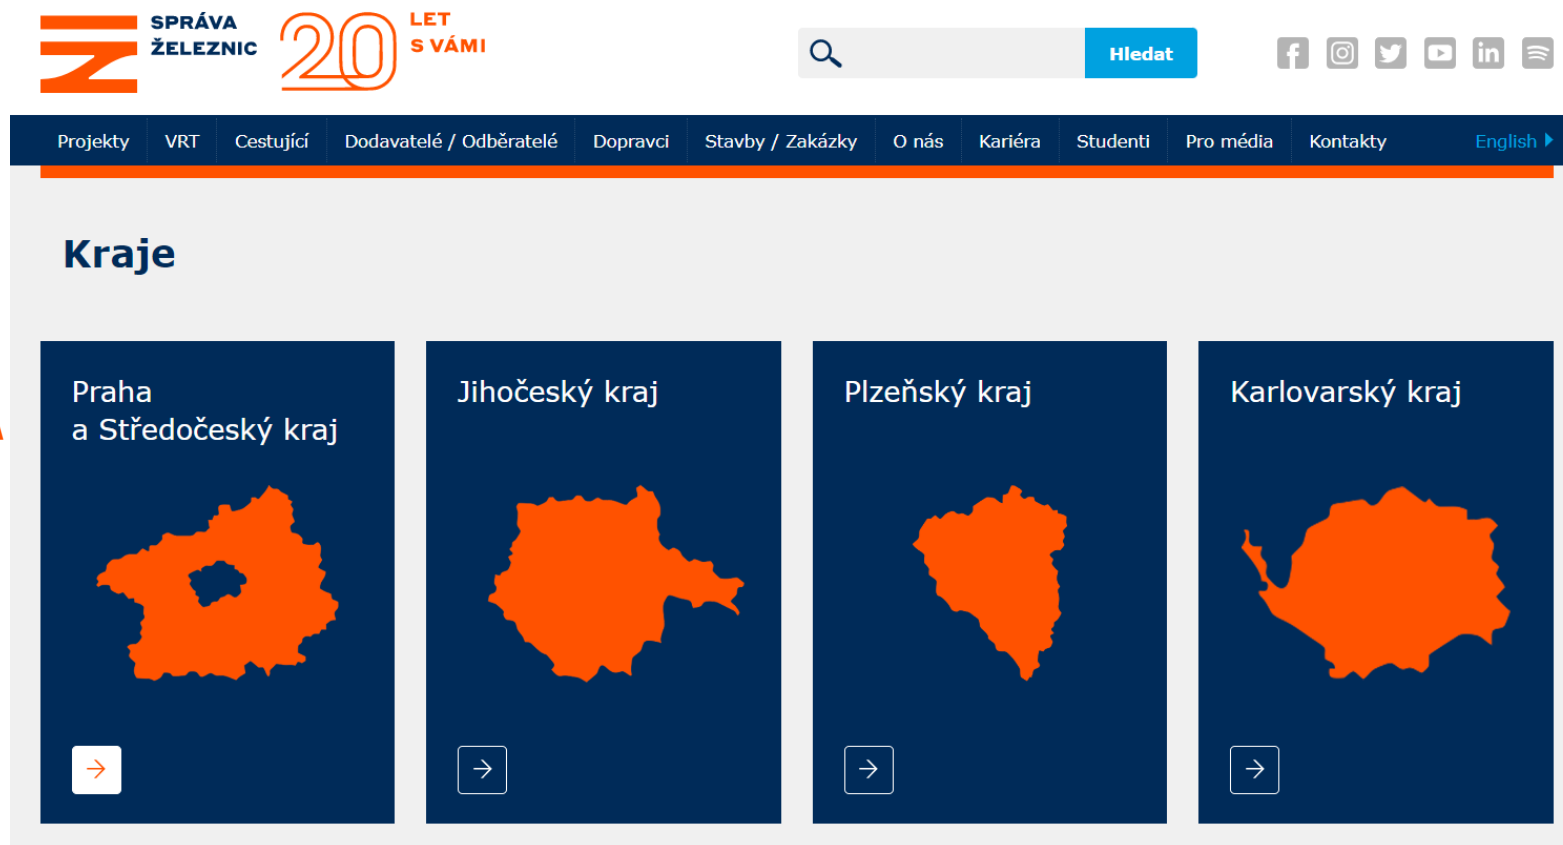 SPRÁVA
ŽELEZNIC
20
LET
S VÁMI
Hledat
Projekty VRT Cestující Dodavatelé / Odběratelé Dopravci Stavby / Zakázky O nás Kariéra Studenti Pro média Kontakty English
Kraje
Praha
a Středočeský kraj
Jihočeský kraj
Plzeňský kraj
Karlovarský kraj